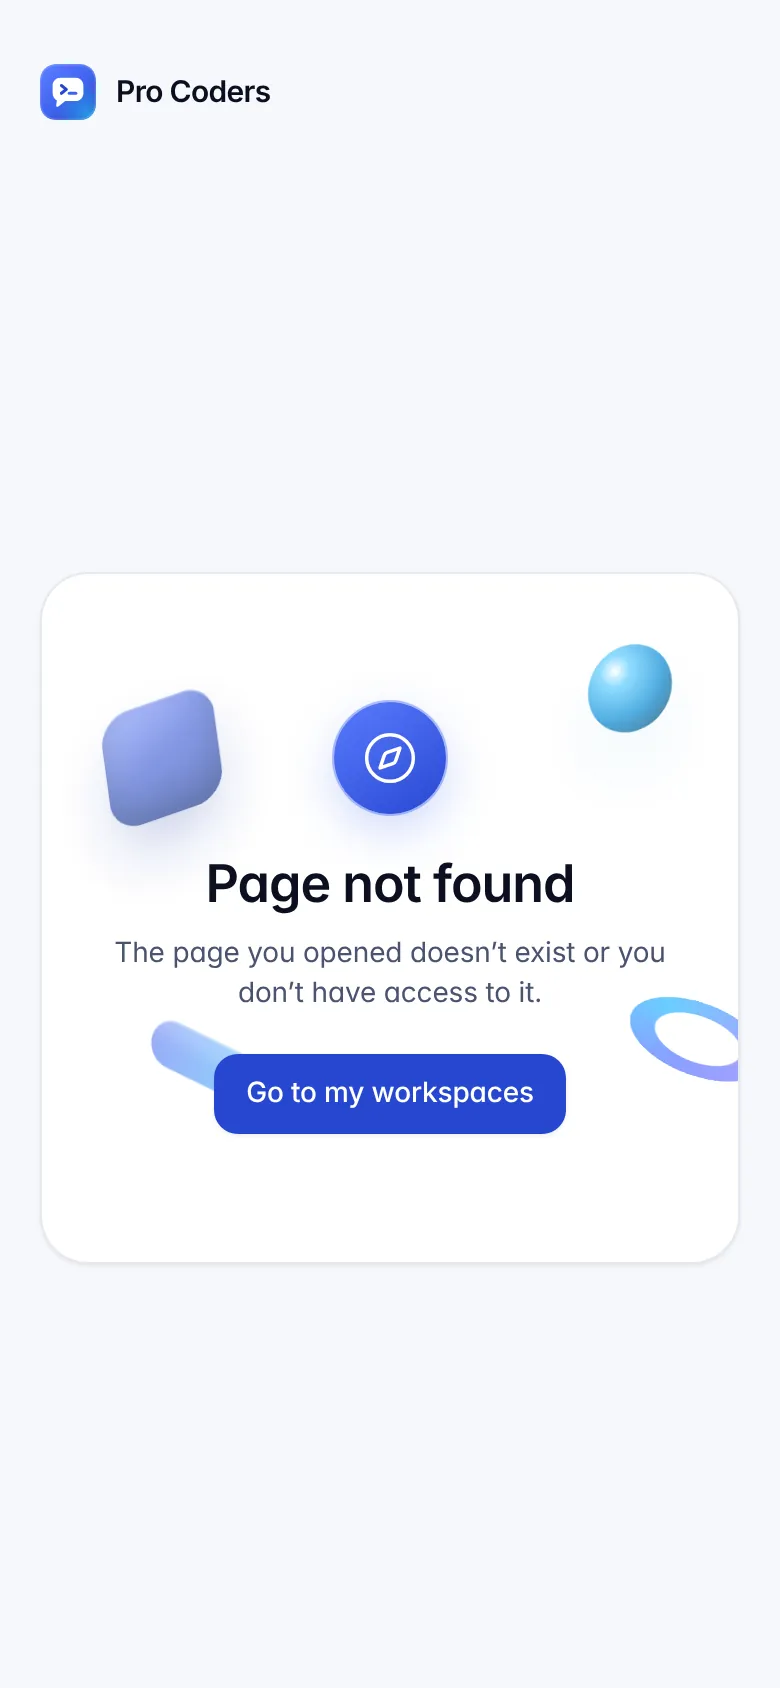 Pro Coders
Page not found
The page you opened doesn’t exist or you
don’t have access to it.
Go to my workspaces